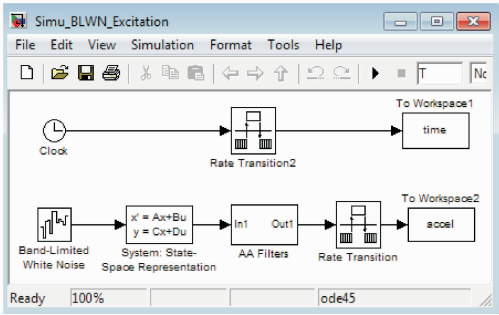 Simu_BLWN_Excitation
File Edit View Simulation Format Tools Help
T
To Workspace1
time
Clock
Rate Transition2
To Workspace2
x' = Ax+Bu
y = Cx+Du
In1 Out1
accel
Band-Limited
White Noise
System: State-
Space Representation
AA Filters
Rate Transition
Ready 100% ode45